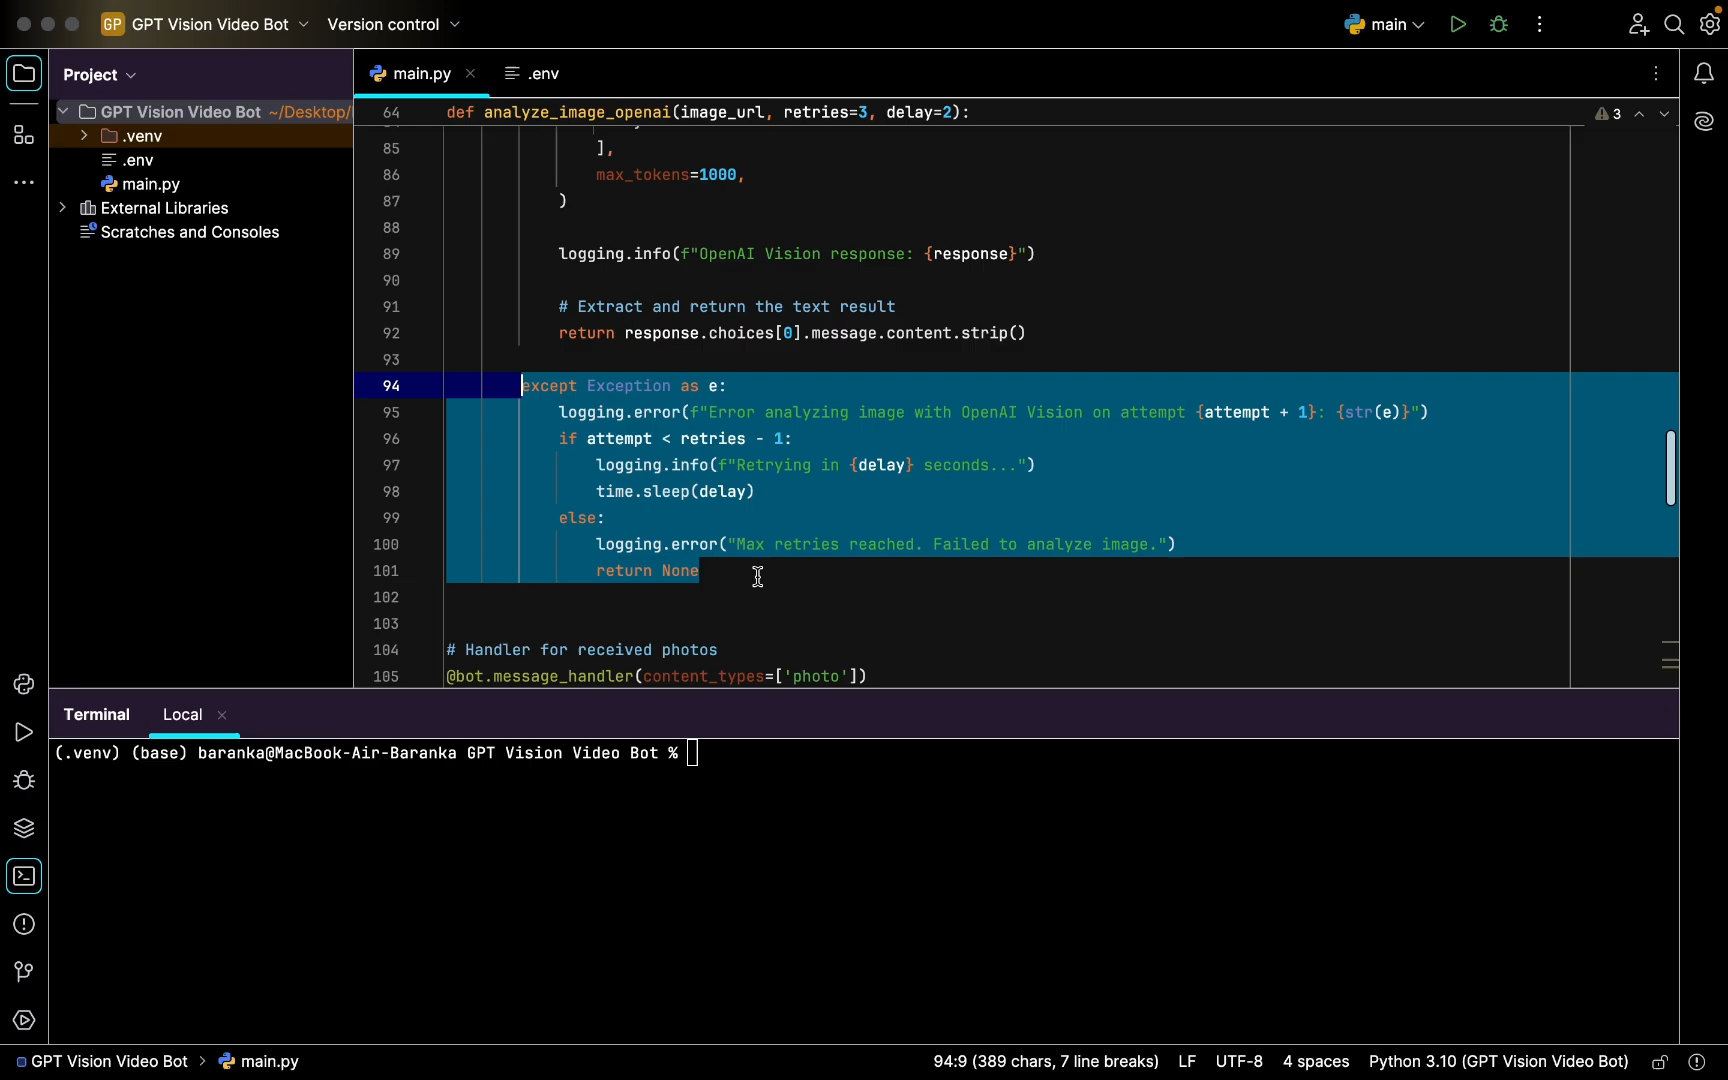 GP GPT Vision Video Bot
Version control
main
Project
main.py
.env
GPT Vision Video Bot ~/Desktop/
.venv
.env
main.py
External Libraries
Scratches and Consoles
64 def analyze_image_openai(image_url, retries=3, delay=2):
3
85 ],
86 max_tokens=1000,
87 )
88
89 logging.info(f"OpenAI Vision response: {response}")
90
91 # Extract and return the text result
92 return response.choices[0].message.content.strip()
93
94 except Exception as e:
95 logging.error(f"Error analyzing image with OpenAI Vision on attempt {attempt + 1}: {str(e)}")
96 if attempt < retries - 1:
97 logging.info(f"Retrying in {delay} seconds...")
98 time.sleep(delay)
99 else:
100 logging.error("Max retries reached. Failed to analyze image.")
101 return None
102
103
104 # Handler for received photos
105 @bot.message_handler(content_types=['photo'])
Terminal
Local
(.venv) (base) baranka@MacBook-Air-Baranka GPT Vision Video Bot %
GPT Vision Video Bot > main.py
94:9 (389 chars, 7 line breaks)
LF
UTF-8
4 spaces
Python 3.10 (GPT Vision Video Bot)